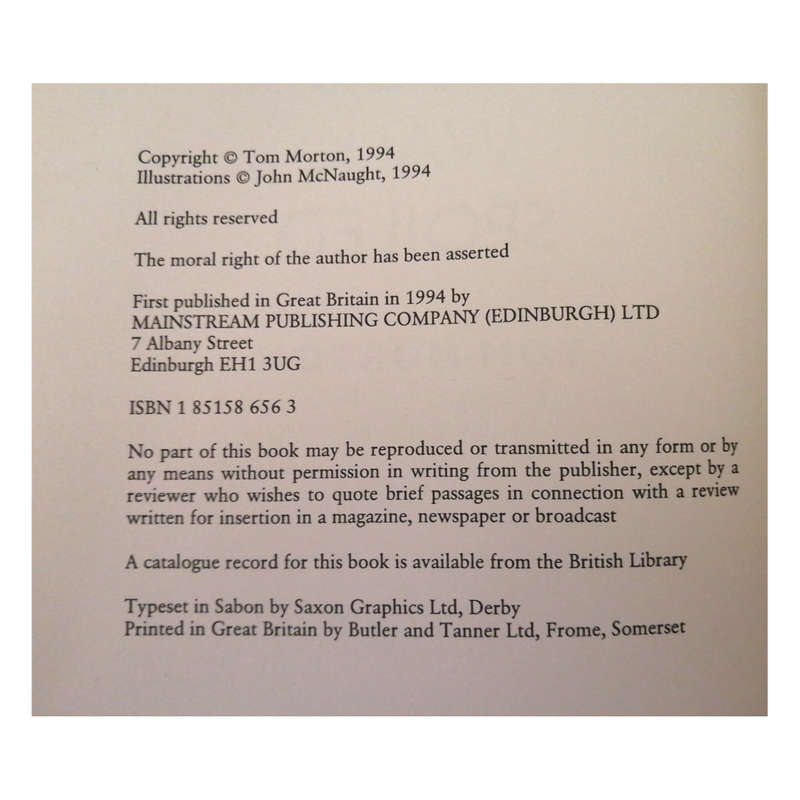 Copyright © Tom Morton, 1994
Illustrations © John McNaught, 1994
All rights reserved
The moral right of the author has been asserted
First published in Great Britain in 1994 by
MAINSTREAM PUBLISHING COMPANY (EDINBURGH) LTD
7 Albany Street
Edinburgh EH1 3UG
ISBN 1 85158 656 3
No part of this book may be reproduced or transmitted in any form or by
any means without permission in writing from the publisher, except by a
reviewer who wishes to quote brief passages in connection with a review
written for insertion in a magazine, newspaper or broadcast
A catalogue record for this book is available from the British Library
Typeset in Sabon by Saxon Graphics Ltd, Derby
Printed in Great Britain by Butler and Tanner Ltd, Frome, Somerset